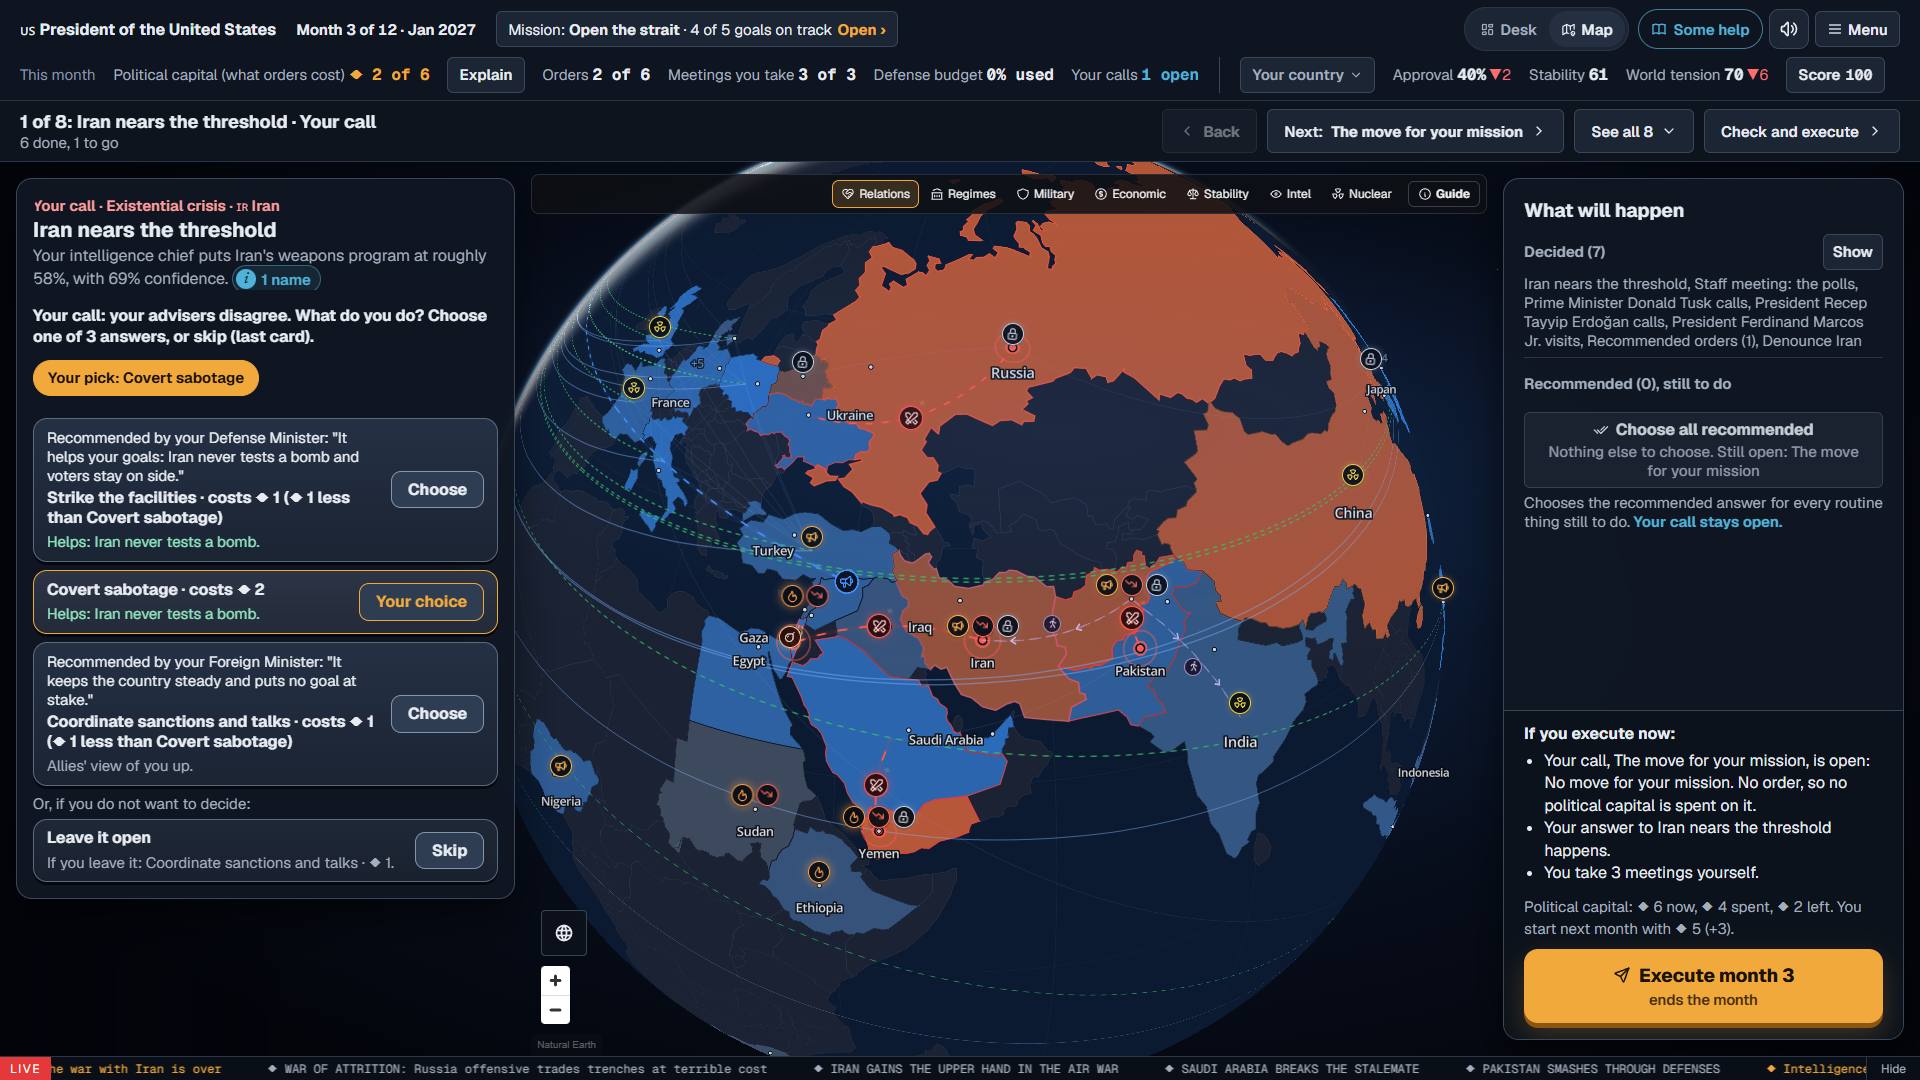 US President of the United States
Month 3 of 12 · Jan 2027
Mission: Open the strait · 4 of 5 goals on track Open ›
Desk
Map
Some help
Menu
This month
Political capital (what orders cost) ◆ 2 of 6
Explain
Orders 2 of 6
Meetings you take 3 of 3
Defense budget 0% used
Your calls 1 open
Your country
Approval 40% ▼2
Stability 61
World tension 70 ▼6
Score 100
1 of 8: Iran nears the threshold · Your call
6 done, 1 to go
Back
Next: The move for your mission
See all 8
Check and execute
Your call · Existential crisis · IR Iran
Iran nears the threshold
Your intelligence chief puts Iran's weapons program at roughly
58%, with 69% confidence. i 1 name
Your call: your advisers disagree. What do you do? Choose
one of 3 answers, or skip (last card).
Your pick: Covert sabotage
Recommended by your Defense Minister: "It
helps your goals: Iran never tests a bomb and
voters stay on side."
Strike the facilities · costs ◆ 1 (◆ 1 less
than Covert sabotage)
Helps: Iran never tests a bomb.
Choose
Covert sabotage · costs ◆ 2
Helps: Iran never tests a bomb.
Your choice
Recommended by your Foreign Minister: "It
keeps the country steady and puts no goal at
stake."
Coordinate sanctions and talks · costs ◆ 1
(◆ 1 less than Covert sabotage)
Allies' view of you up.
Choose
Or, if you do not want to decide:
Leave it open
If you leave it: Coordinate sanctions and talks · ◆ 1.
Skip
Relations
Regimes
Military
Economic
Stability
Intel
Nuclear
Guide
Russia
+5
4
Japan
France
Ukraine
China
Turkey
Gaza
Iraq
Egypt
Iran
Pakistan
India
Saudi Arabia
Indonesia
Nigeria
Sudan
Yemen
Ethiopia
+
−
Natural Earth
What will happen
Decided (7)
Show
Iran nears the threshold, Staff meeting: the polls,
Prime Minister Donald Tusk calls, President Recep
Tayyip Erdoğan calls, President Ferdinand Marcos
Jr. visits, Recommended orders (1), Denounce Iran
Recommended (0), still to do
Choose all recommended
Nothing else to choose. Still open: The move
for your mission
Chooses the recommended answer for every routine
thing still to do. Your call stays open.
If you execute now:
• Your call, The move for your mission, is open:
No move for your mission. No order, so no
political capital is spent on it.
• Your answer to Iran nears the threshold
happens.
• You take 3 meetings yourself.
Political capital: ◆ 6 now, ◆ 4 spent, ◆ 2 left. You
start next month with ◆ 5 (+3).
Execute month 3
ends the month
LIVE
he war with Iran is over
◆ WAR OF ATTRITION: Russia offensive trades trenches at terrible cost
◆ IRAN GAINS THE UPPER HAND IN THE AIR WAR
◆ SAUDI ARABIA BREAKS THE STALEMATE
◆ PAKISTAN SMASHES THROUGH DEFENSES
◆ Intelligence
Hide